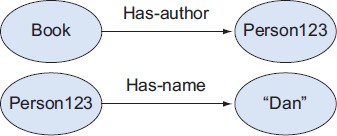 Has-author
Book
Person123
Has-name
Person123
“Dan”